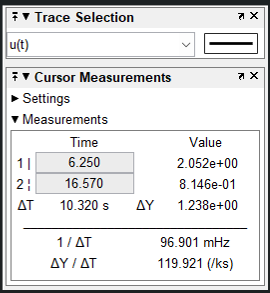 Trace Selection
u(t)
Cursor Measurements
Settings
Measurements
Time Value
1 | 6.250 2.052e+00
2 ¦ 16.570 8.146e-01
ΔT 10.320 s ΔY 1.238e+00
1 / ΔT 96.901 mHz
ΔY / ΔT 119.921 (/ks)